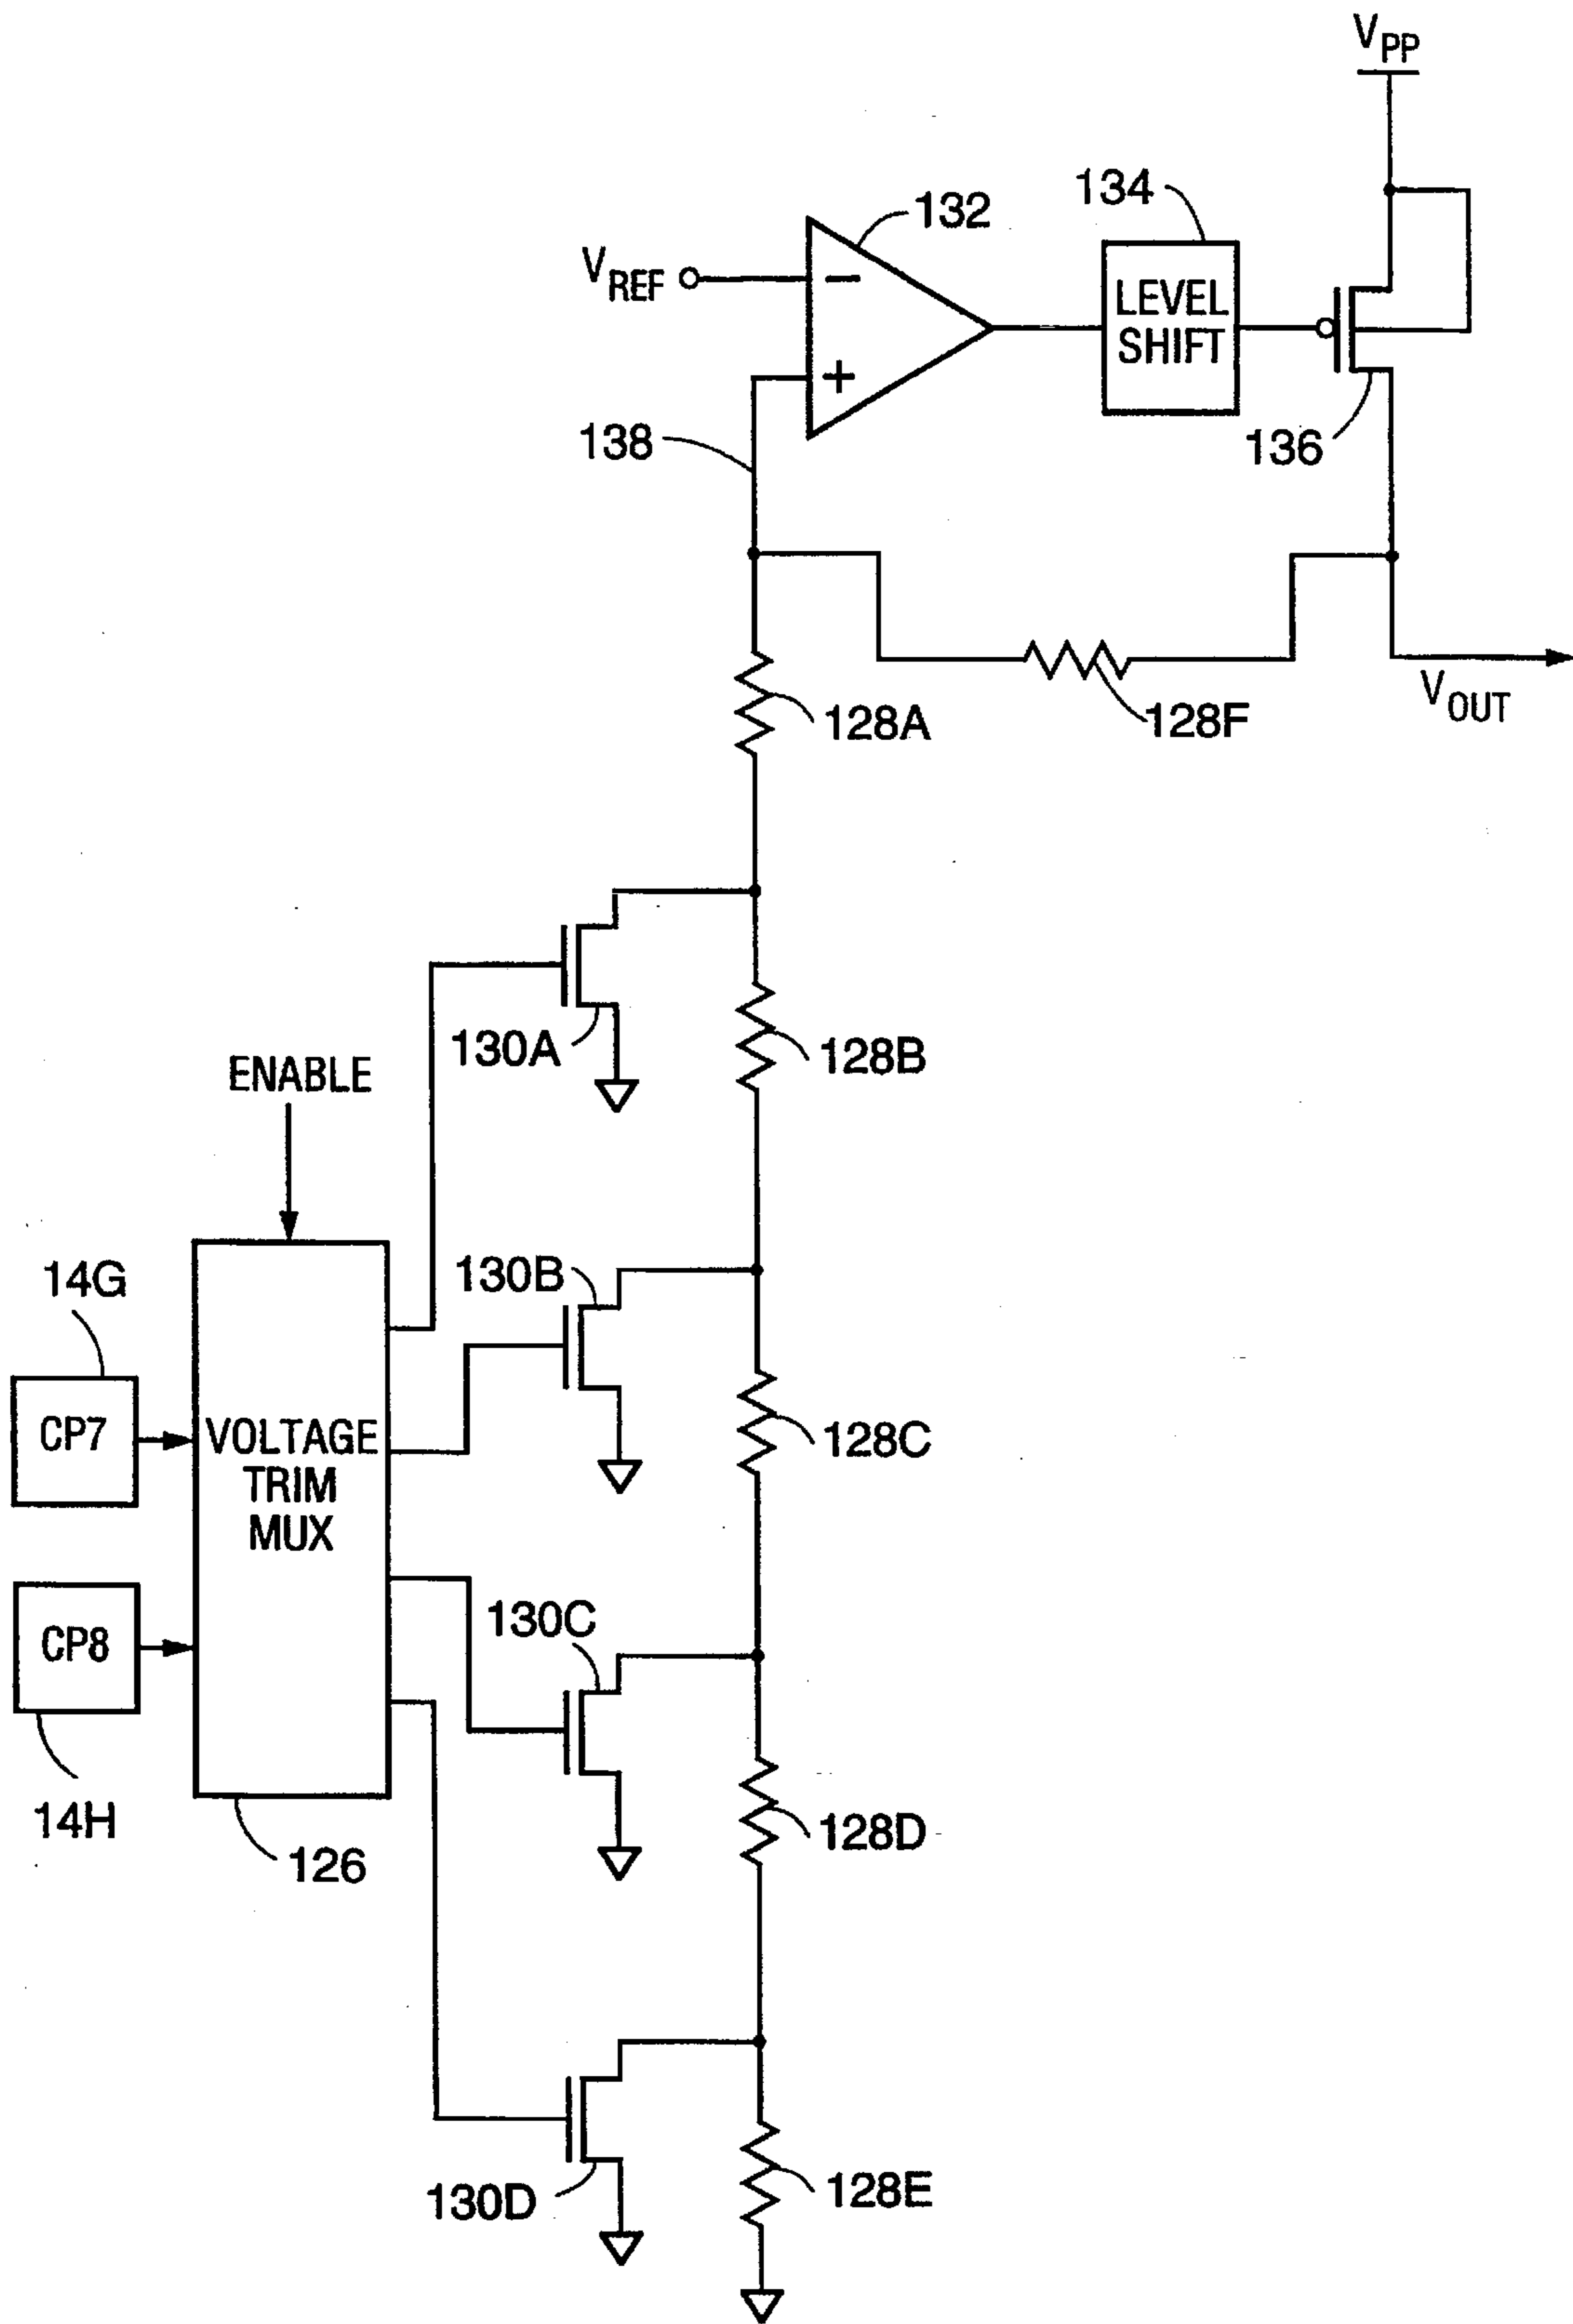 VPP
134
132
VREF
−
LEVEL
SHIFT
+
138
136
128A
128F
VOUT
130A
128B
ENABLE
14G
130B
CP7
VOLTAGE
TRIM
MUX
128C
CP8
130C
14H
126
128D
130D
128E